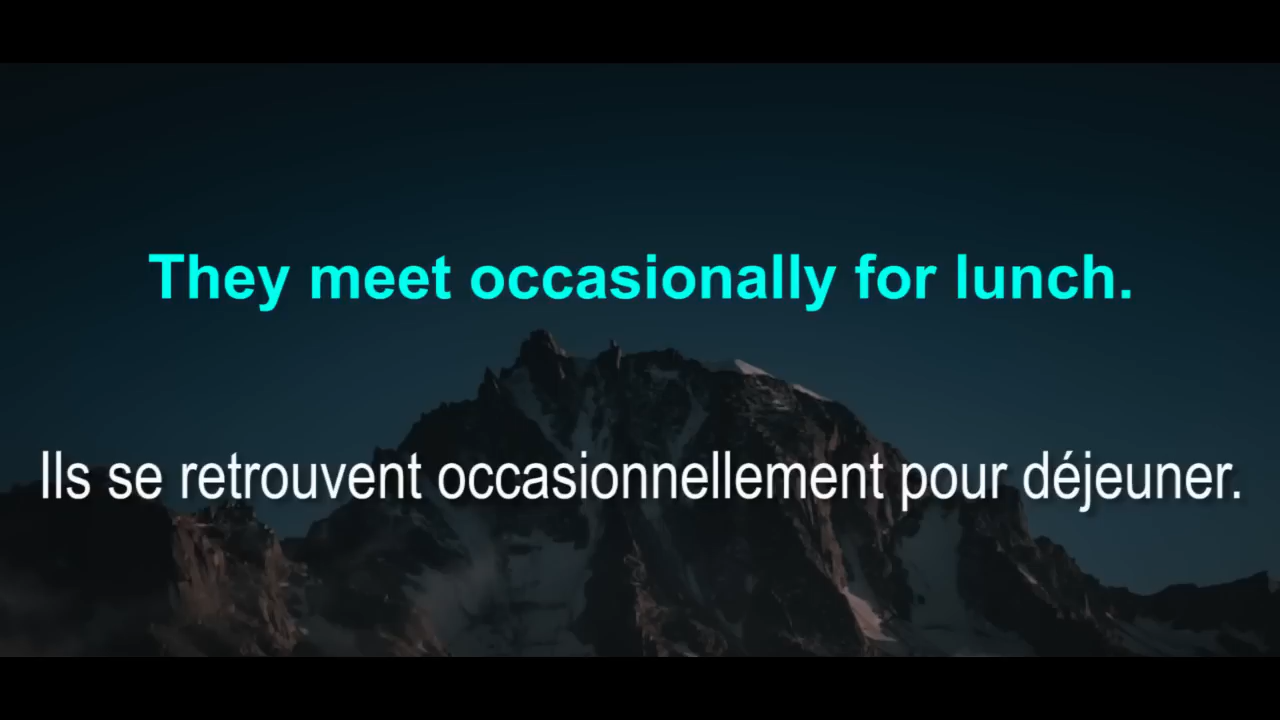 They meet occasionally for lunch.
Ils se retrouvent occasionnellement pour déjeuner.